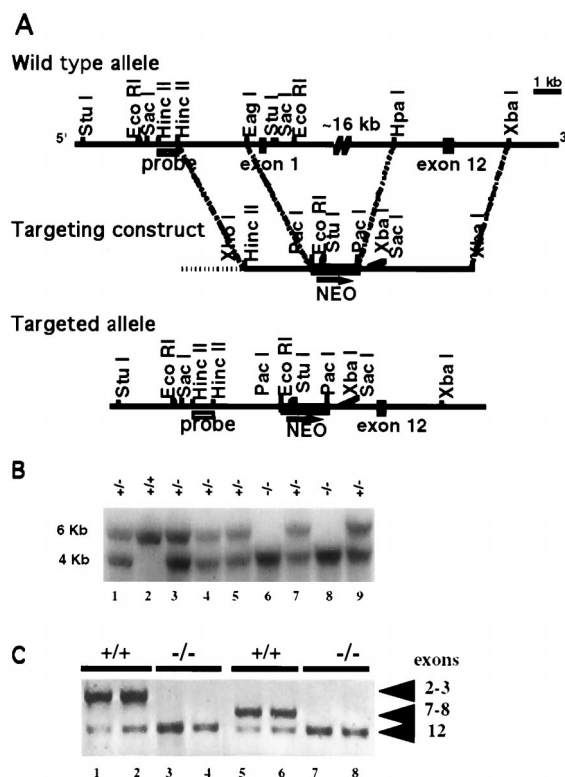 A
Wild type allele
Stu I
Eco RI
Sac I
Hinc II
Hinc II
Eag I
Stu I
Sac I
Eco RI
~16 kb
Hpa I
Xba I
1 kb
5'
3'
probe
exon 1
exon 12
Targeting construct
Xho I
Hinc II
Pac I
Eco RI
Stu I
Pac I
Xba I
Sac I
Xba I
NEO
Targeted allele
Stu I
Eco RI
Sac I
Hinc II
Hinc II
Pac I
Eco RI
Stu I
Pac I
Xba I
Sac I
Xba I
probe
NEO
exon 12
B
+/- +/+ +/- +/- +/- -/- +/- -/- +/-
6 Kb
4 Kb
1 2 3 4 5 6 7 8 9
C
+/+ -/- +/+ -/- exons
2-3
7-8
12
1 2 3 4 5 6 7 8